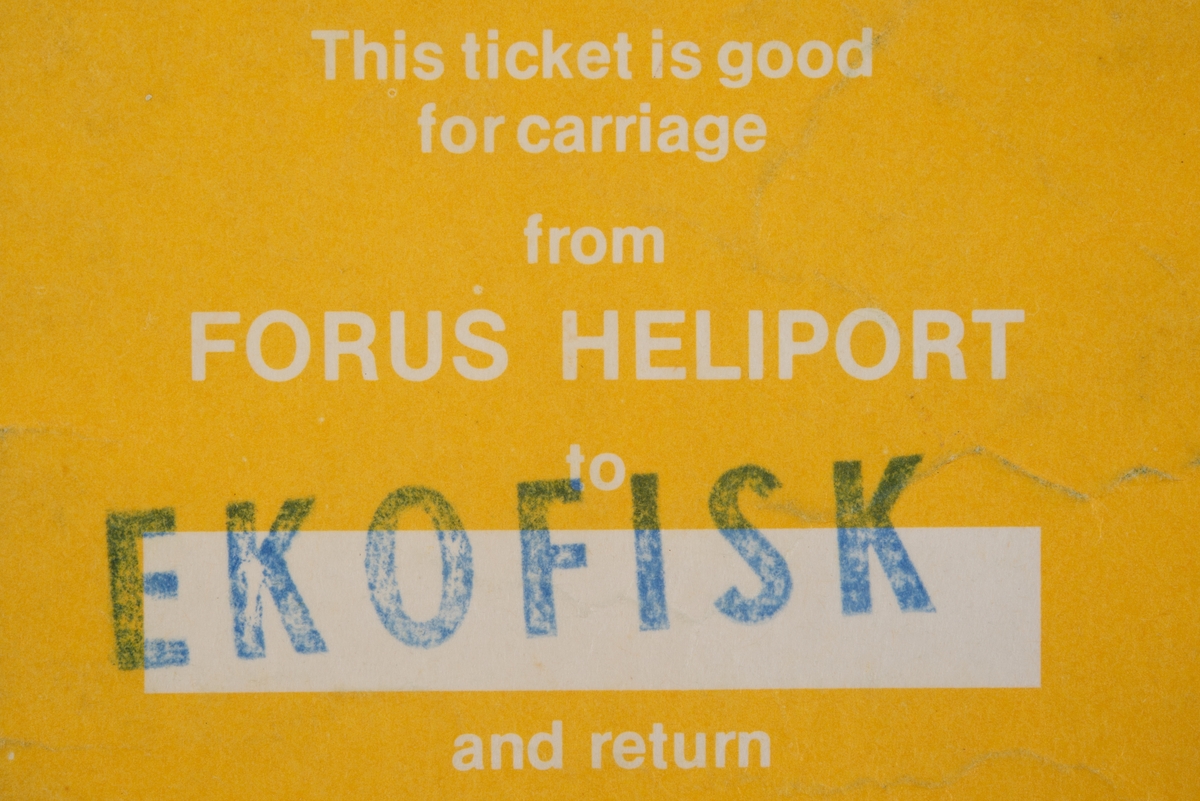 This ticket is good
for carriage
from
FORUS HELIPORT
to
EKOFISK
and return